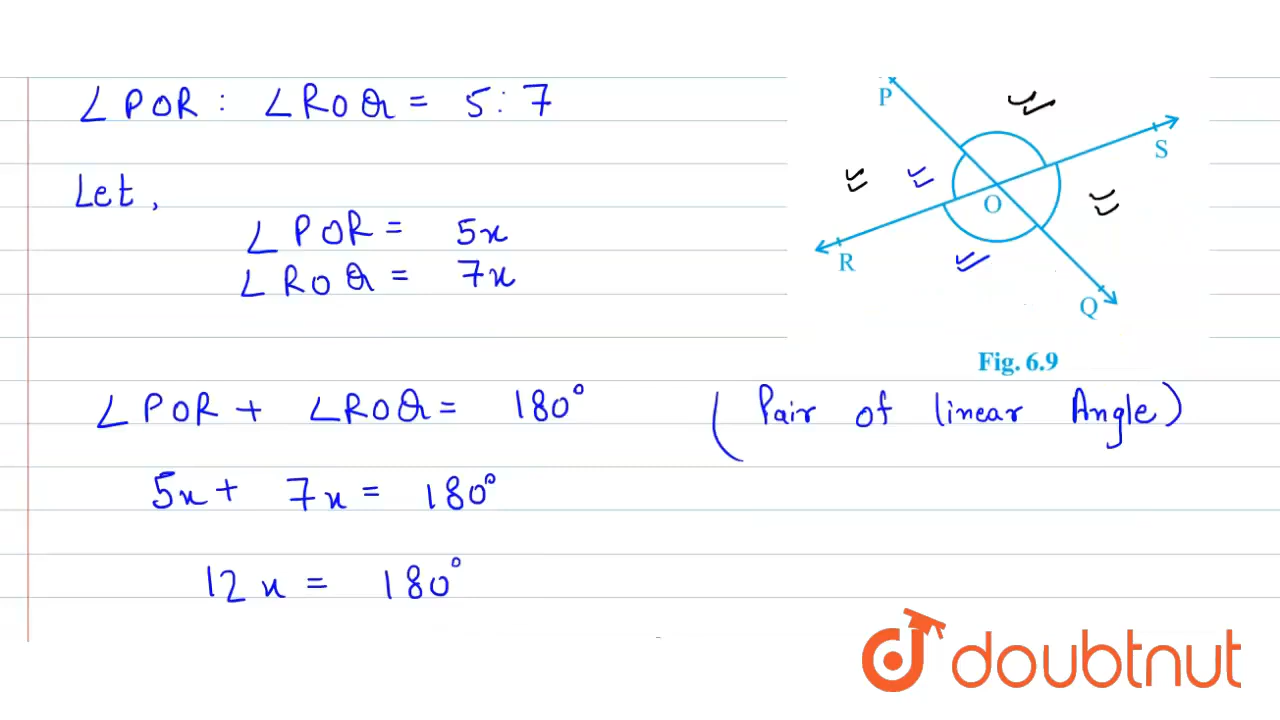 ∠POR : ∠ROQ = 5:7
P
S
Let,
O
∠POR = 5x
R
∠ROQ = 7x
Q
Fig. 6.9
∠POR + ∠ROQ = 180° (Pair of linear Angle)
5x + 7x = 180°
12x = 180°
doubtnut